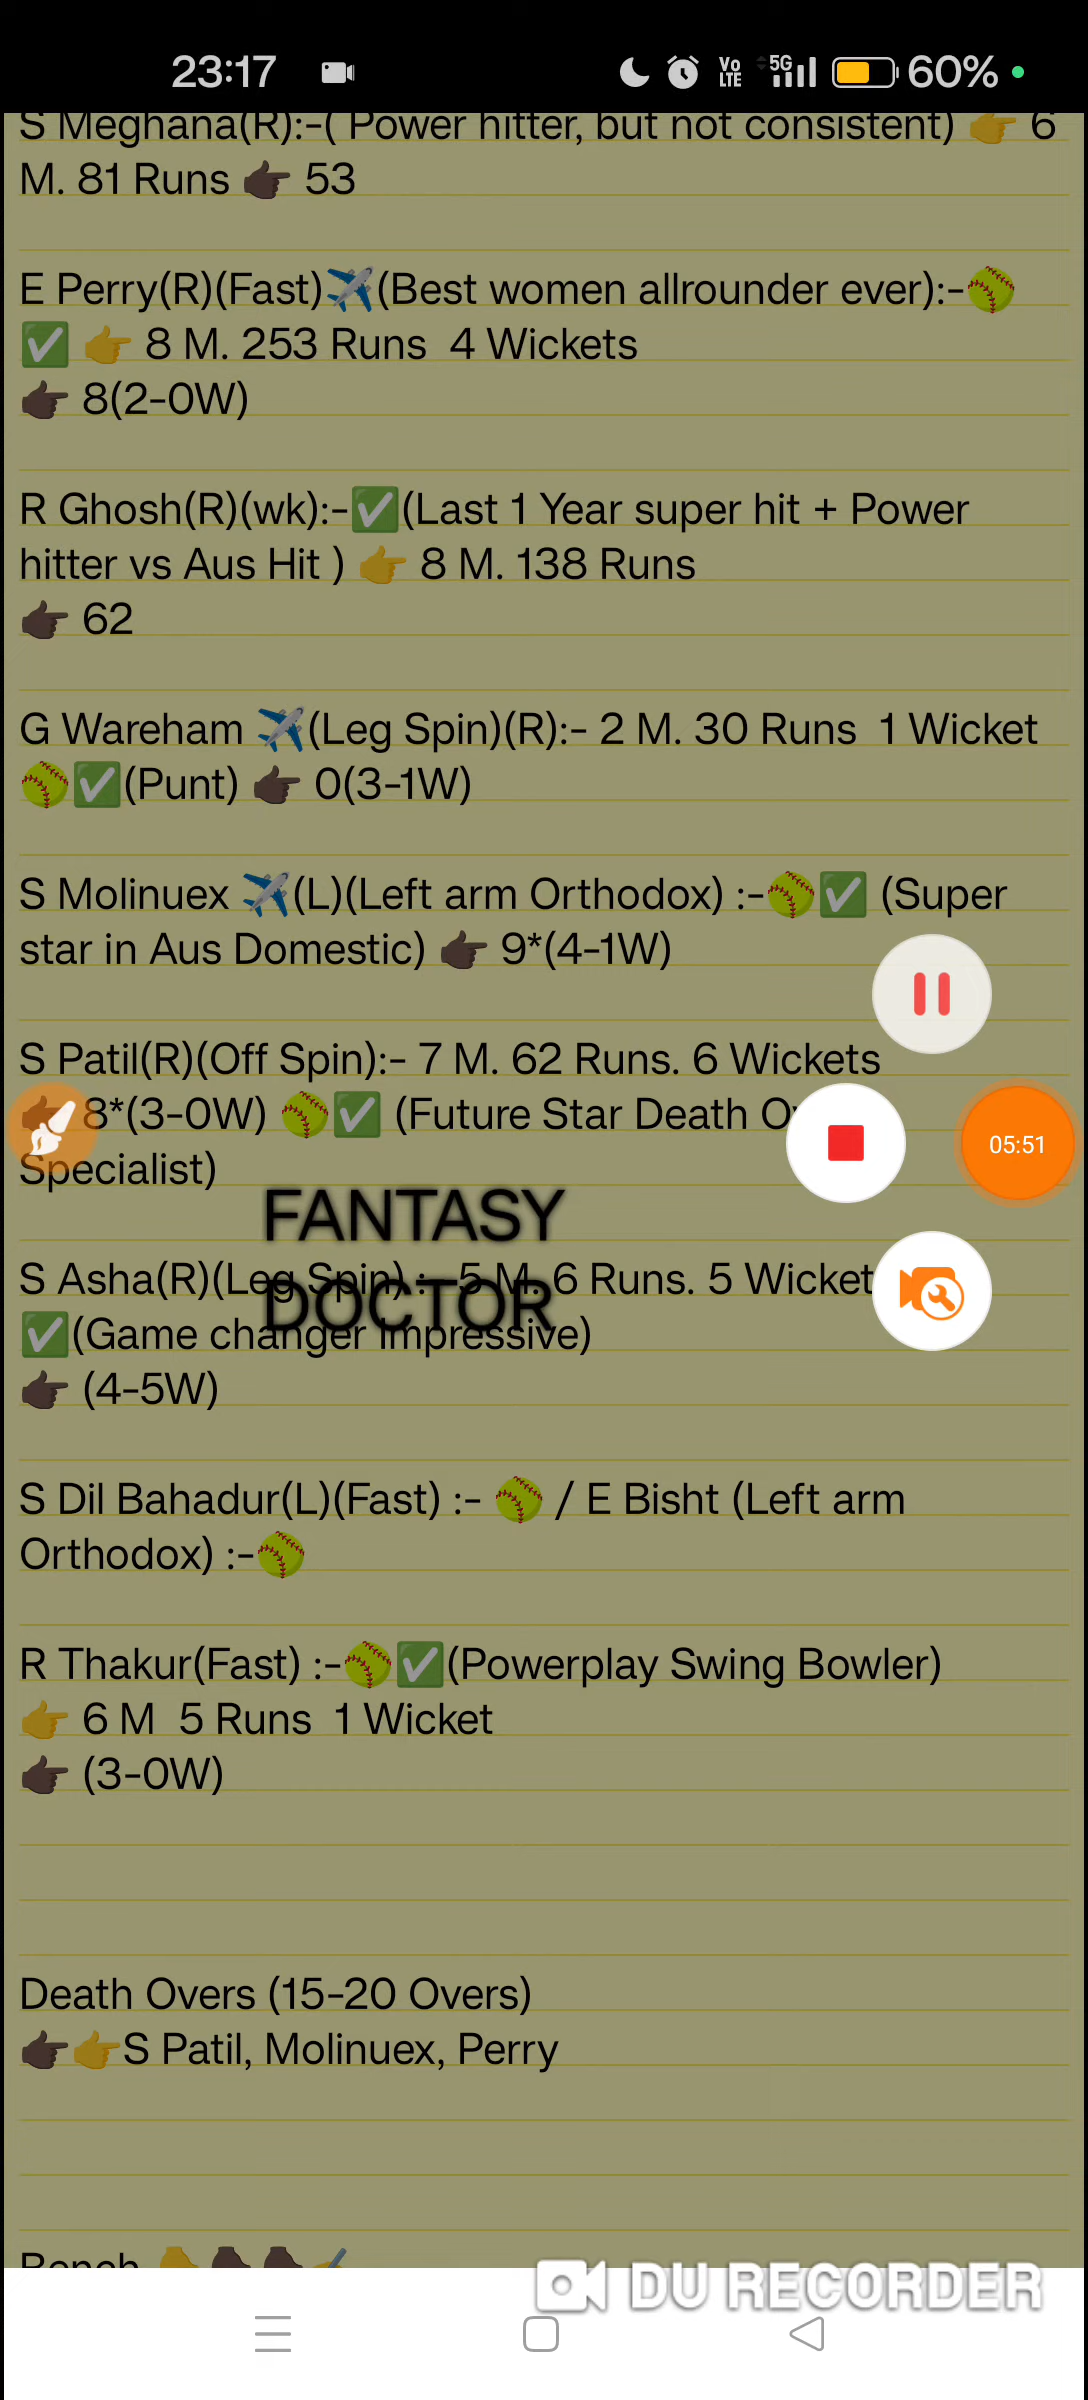 23:17 Vo LTE 5G 60%
S Meghana(R):-( Power hitter, but not consistent) 👉 6
M. 81 Runs 👉🏿 53
E Perry(R)(Fast)✈️(Best women allrounder ever):-🥎
✅ 👉 8 M. 253 Runs 4 Wickets
👉🏿 8(2-0W)
R Ghosh(R)(wk):-✅(Last 1 Year super hit + Power
hitter vs Aus Hit ) 👉 8 M. 138 Runs
👉🏿 62
G Wareham ✈️(Leg Spin)(R):- 2 M. 30 Runs 1 Wicket
🥎✅(Punt) 👉🏿 0(3-1W)
S Molinuex ✈️(L)(Left arm Orthodox) :-🥎✅ (Super
star in Aus Domestic) 👉🏿 9*(4-1W)
S Patil(R)(Off Spin):- 7 M. 62 Runs. 6 Wickets
👉🏿 8*(3-0W) 🥎✅ (Future Star Death
Specialist)
05:51
FANTASY
DOCTOR
S Asha(R)(Leg Spin) :- 5 M. 6 Runs. 5 Wicket
✅(Game changer Impressive)
👉🏿 (4-5W)
S Dil Bahadur(L)(Fast) :- 🥎 / E Bisht (Left arm
Orthodox) :-🥎
R Thakur(Fast) :-🥎✅(Powerplay Swing Bowler)
👉 6 M 5 Runs 1 Wicket
👉🏿 (3-0W)
Death Overs (15-20 Overs)
👉🏿👉S Patil, Molinuex, Perry
DU RECORDER